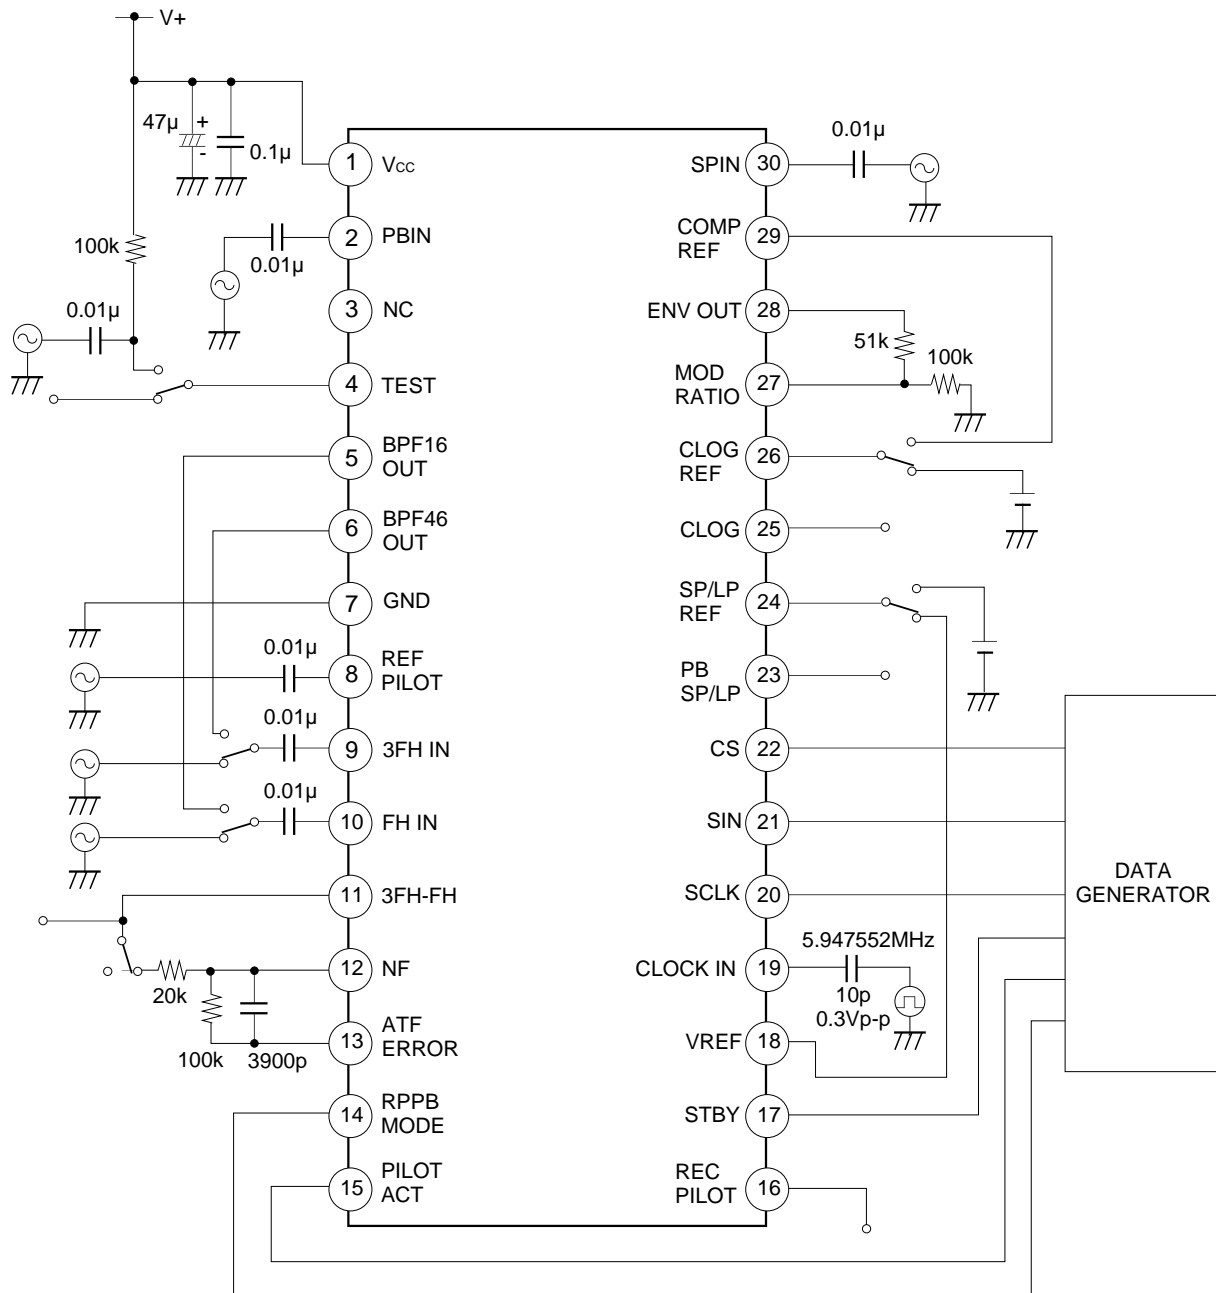 V+
47µ
+
-
0.1µ
1
Vcc
100k
2
PBIN
0.01µ
3
NC
0.01µ
4
TEST
5
BPF16
OUT
6
BPF46
OUT
7
GND
8
REF
PILOT
0.01µ
9
3FH IN
0.01µ
10
FH IN
0.01µ
11
3FH-FH
12
NF
20k
13
ATF
ERROR
100k
3900p
14
RPPB
MODE
15
PILOT
ACT
SPIN
30
0.01µ
COMP
REF
29
ENV OUT
28
51k
100k
MOD
RATIO
27
CLOG
REF
26
CLOG
25
SP/LP
REF
24
PB
SP/LP
23
CS
22
SIN
21
SCLK
20
DATA
GENERATOR
CLOCK IN
19
5.947552MHz
10p
0.3Vp-p
VREF
18
STBY
17
REC
PILOT
16